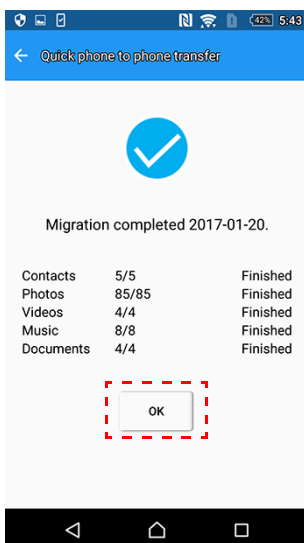 42% 5:43
Quick phone to phone transfer
Migration completed 2017-01-20.
Contacts 5/5 Finished
Photos 85/85 Finished
Videos 4/4 Finished
Music 8/8 Finished
Documents 4/4 Finished
OK